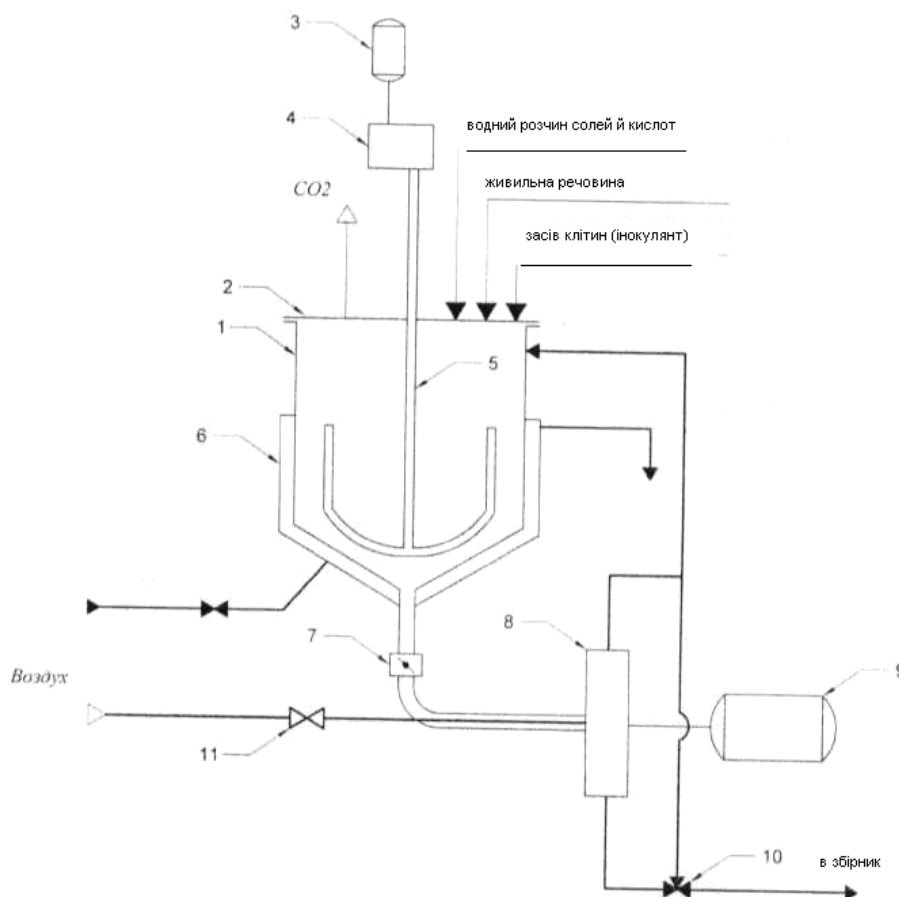 3
4
водний розчин солей й кислот
CO2
живильна речовина
засів клітин (інокулянт)
2
1
5
6
8
7
9
Воздух
11
10
в збірник